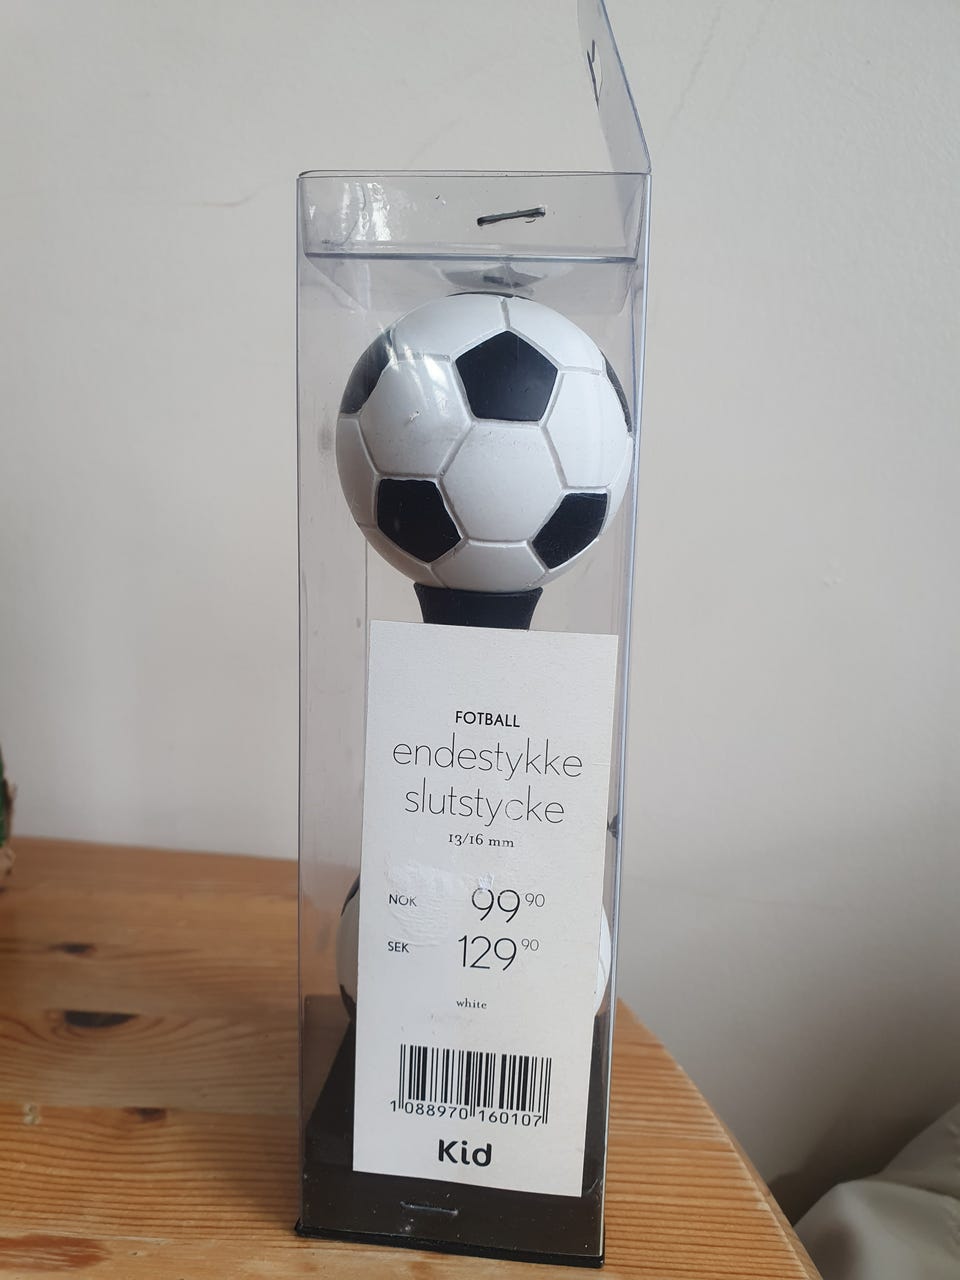 FOTBALL
endestykke
slutstycke
13/16 mm
NOK 99 90
SEK 129 90
white
1 088970 160107
Kid